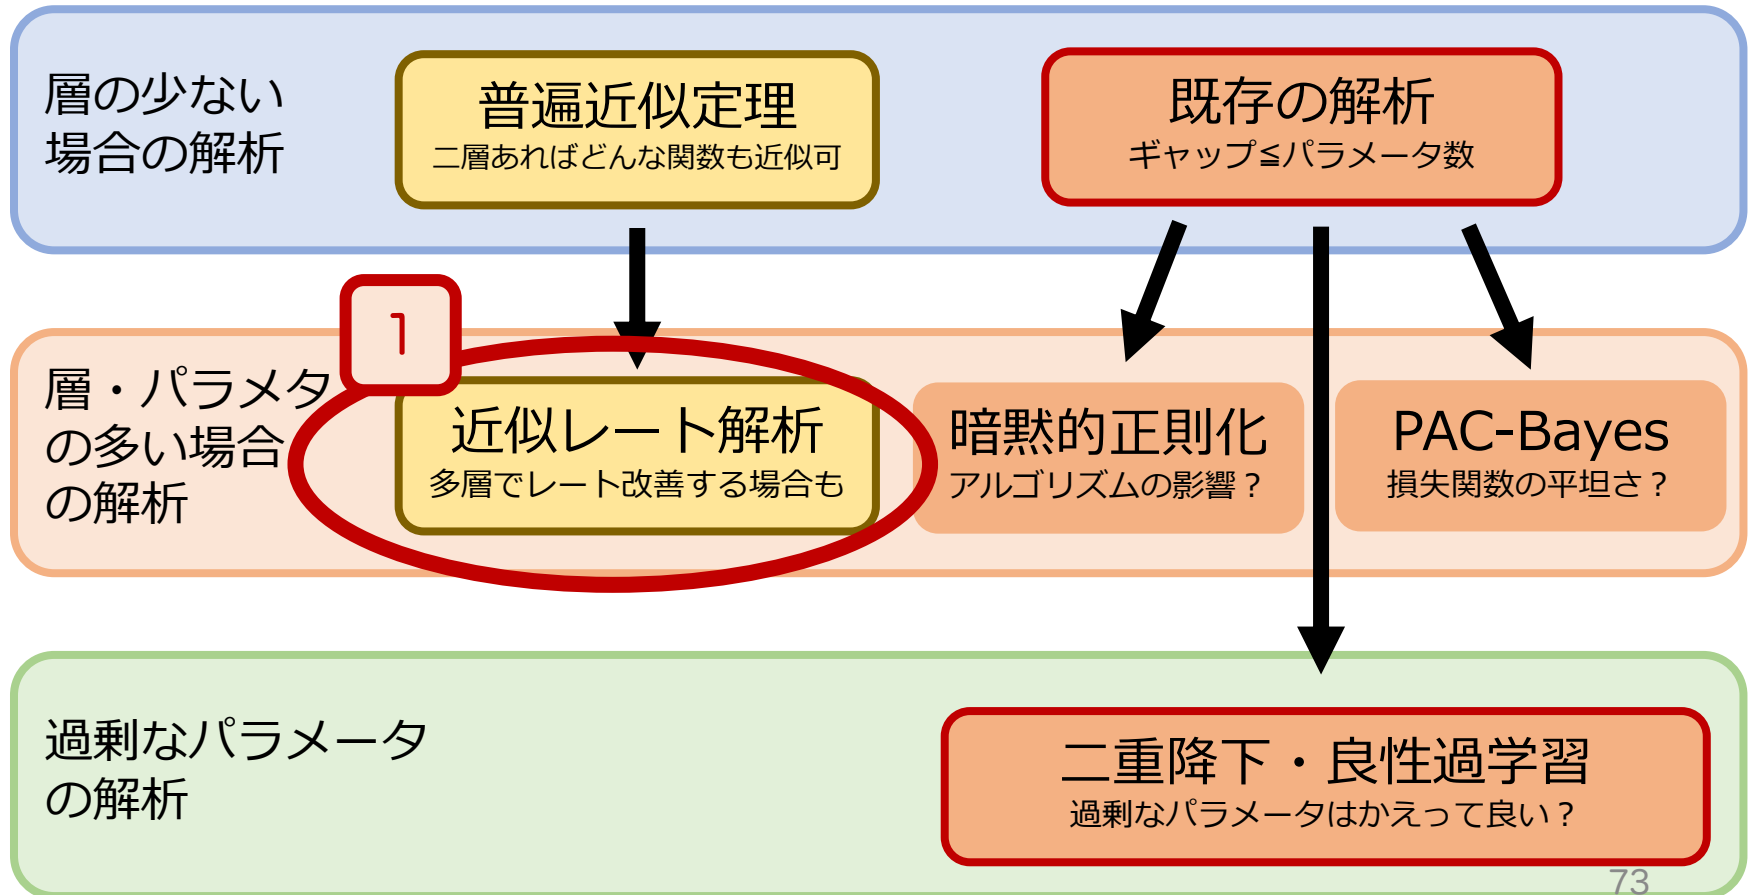 層の少ない
場合の解析
普遍近似定理
二層あればどんな関数も近似可
既存の解析
ギャップ≦パラメータ数
1
層・パラメタ
の多い場合
の解析
近似レート解析
多層でレート改善する場合も
暗黙的正則化
アルゴリズムの影響？
PAC-Bayes
損失関数の平坦さ？
過剰なパラメータ
の解析
二重降下・良性過学習
過剰なパラメータはかえって良い？
73